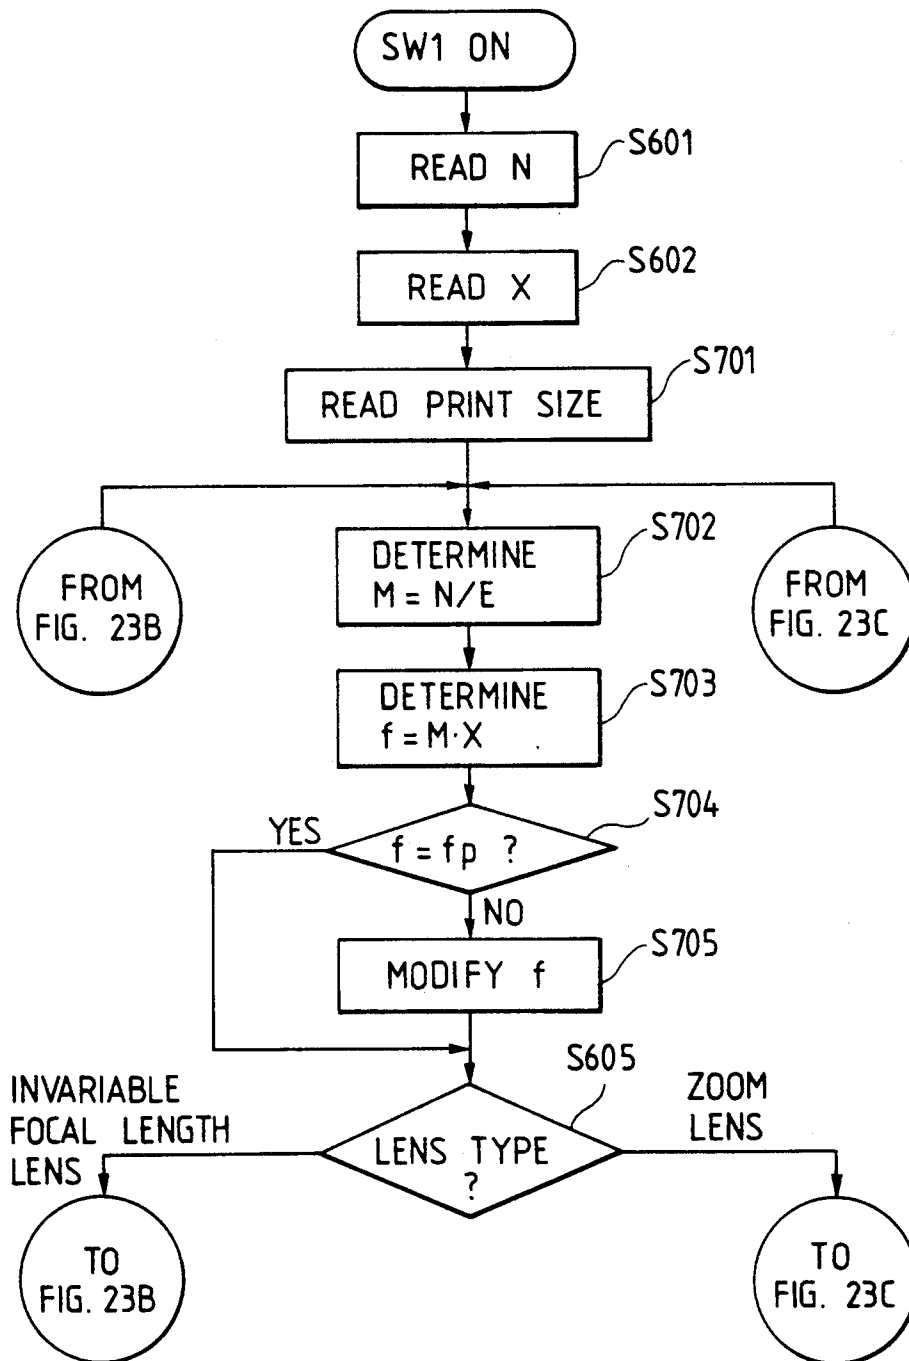 SW1 ON
S601
READ N
S602
READ X
S701
READ PRINT SIZE
S702
DETERMINE
M = N/E
FROM
FIG. 23B
FROM
FIG. 23C
S703
DETERMINE
f = M·X
S704
YES
f = fp ?
NO
S705
MODIFY f
S605
INVARIABLE
FOCAL LENGTH
LENS
ZOOM
LENS
LENS TYPE
?
TO
FIG. 23B
TO
FIG. 23C